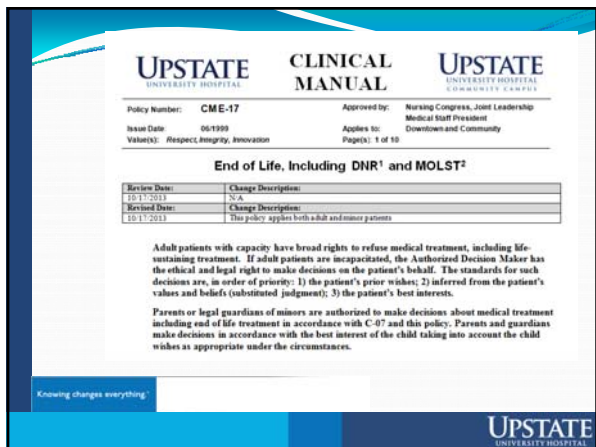 UPSTATE
UNIVERSITY HOSPITAL
CLINICAL
MANUAL
UPSTATE
UNIVERSITY HOSPITAL
COMMUNITY CAMPUS
Policy Number: CM E-17
Approved by: Nursing Congress, Joint Leadership
Medical Staff President
Issue Date: 06/1999
Applies to: Downtown and Community
Value(s): Respect, Integrity, Innovation
Page(s): 1 of 10
End of Life, Including DNR¹ and MOLST²
Review Date: Change Description:
10/17/2013 N/A
Revised Date: Change Description:
10/17/2013 This policy applies both adult and minor patients
Adult patients with capacity have broad rights to refuse medical treatment, including life-
sustaining treatment. If adult patients are incapacitated, the Authorized Decision Maker has
the ethical and legal right to make decisions on the patient's behalf. The standards for such
decisions are, in order of priority: 1) the patient's prior wishes; 2) inferred from the patient's
values and beliefs (substituted judgment); 3) the patient's best interests.
Parents or legal guardians of minors are authorized to make decisions about medical treatment
including end of life treatment in accordance with C-07 and this policy. Parents and guardians
make decisions in accordance with the best interest of the child taking into account the child
wishes as appropriate under the circumstances.
Knowing changes everything.
UPSTATE
UNIVERSITY HOSPITAL